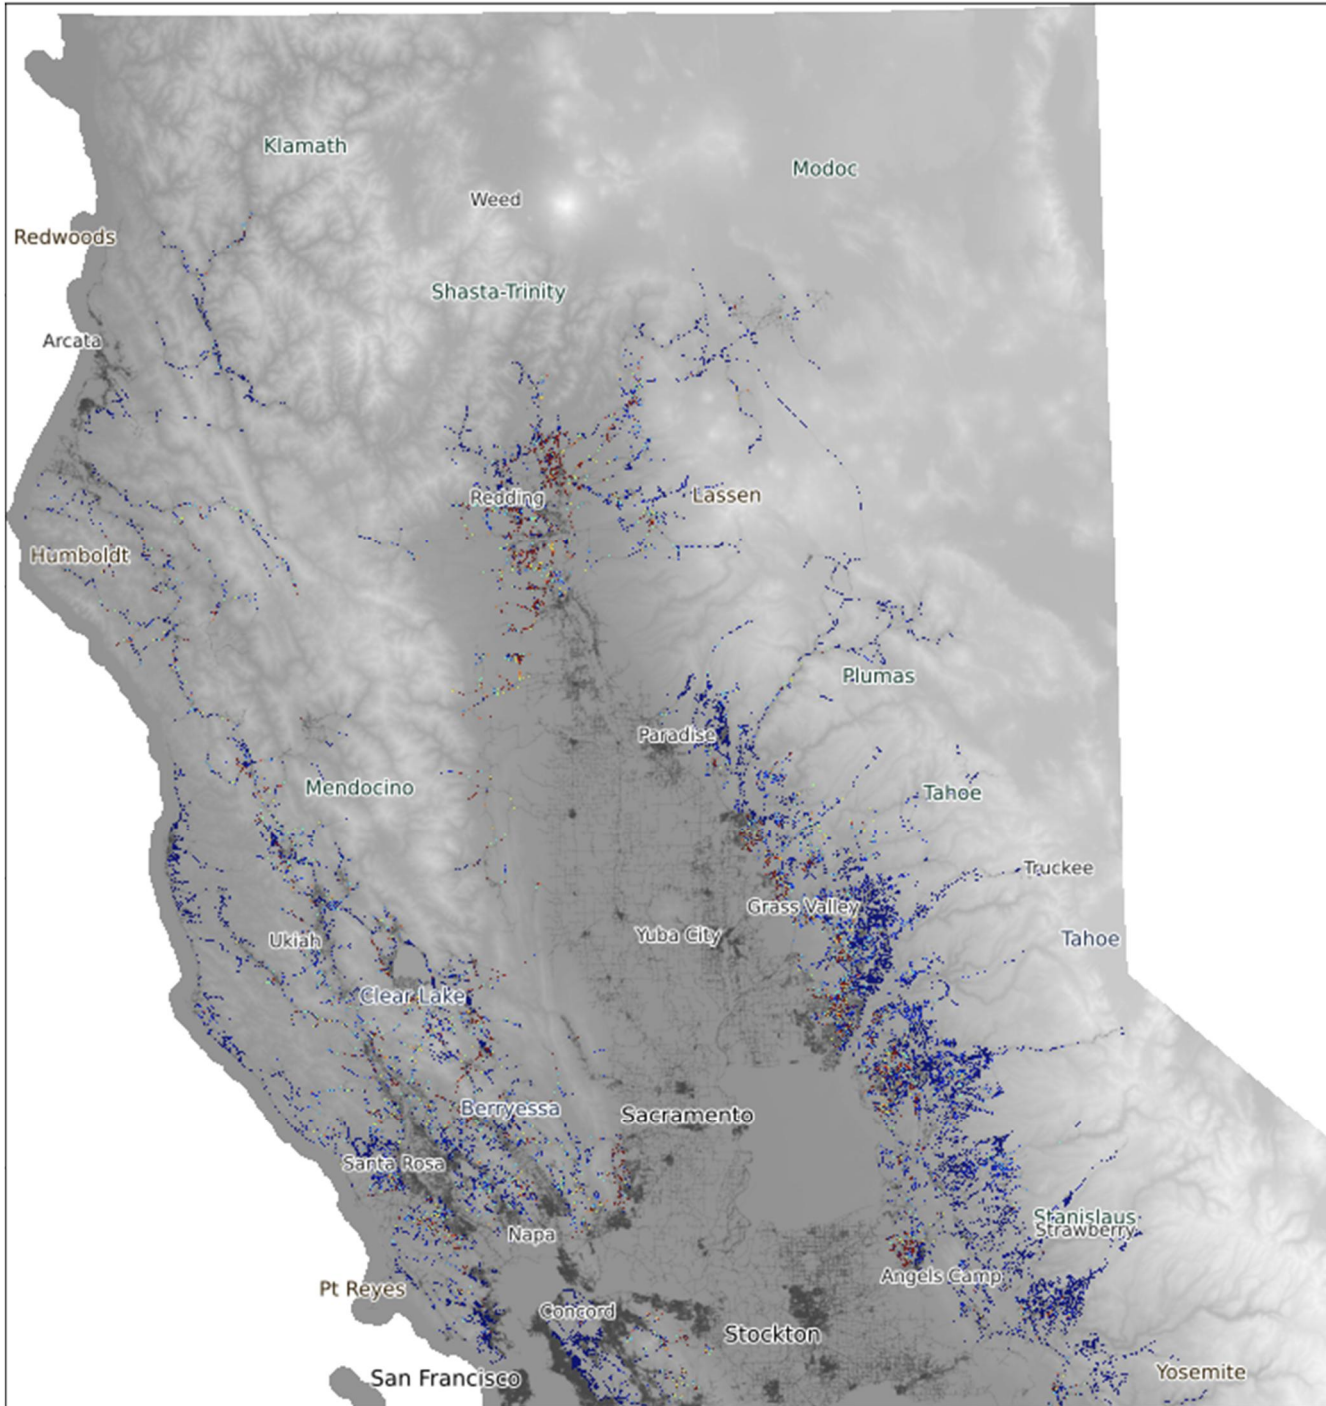 Klamath
Modoc
Weed
Redwoods
Shasta-Trinity
Arcata
Redding
Lassen
Humboldt
Plumas
Paradise
Mendocino
Tahoe
Truckee
Grass Valley
Yuba City
Ukiah
Tahoe
Clear Lake
Berryessa
Sacramento
Santa Rosa
Stanislaus
Strawberry
Napa
Angels Camp
Pt Reyes
Concord
Stockton
Yosemite
San Francisco